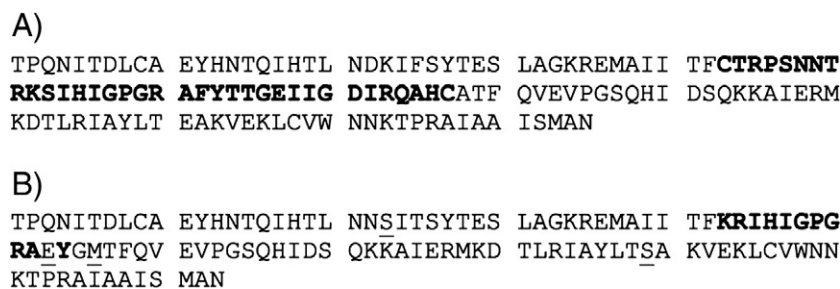 A)
TPQNITDLCA EYHNTQIHTL NDKIFSYTES LAGKREMAII TFCTRPSNNT
RKSIHIGPGR AFYTTGEIIG DIRQAHCATF QVEVPGSQHI DSQKKAIERM
KDTLRIAYLT EAKVEKLCVW NNKTPRAIAA ISMAN
B)
TPQNITDLCA EYHNTQIHTL NNSITSYTES LAGKREMAII TFKRIHIGPG
RAEYGMTFQV EVPGSQHIDS QKKAIERMKD TLRIAYLTSA KVEKLCVWNN
KTPRAIAAIS MAN